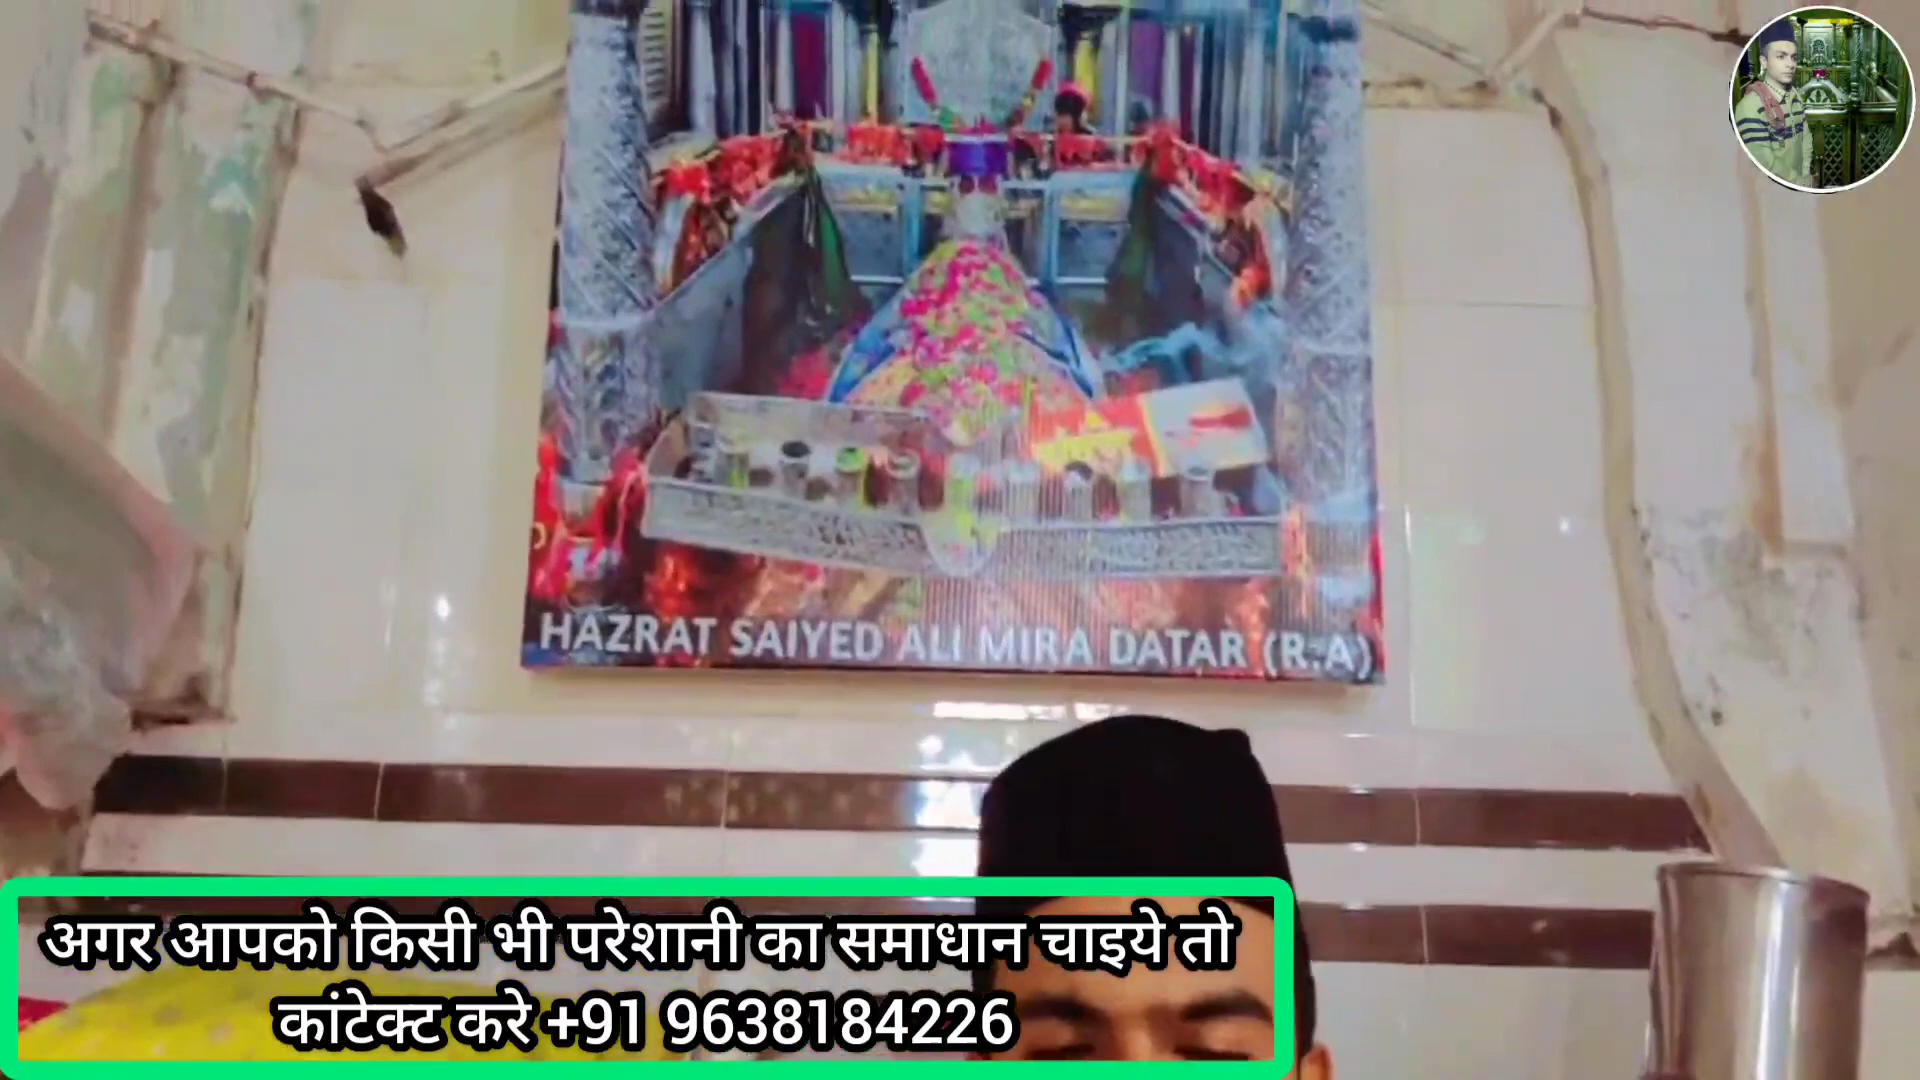 HAZRAT SAIYED ALI MIRA DATAR (R.A)
अगर आपको किसी भी परेशानी का समाधान चाइये तो
कांटेक्ट करे +91 9638184226